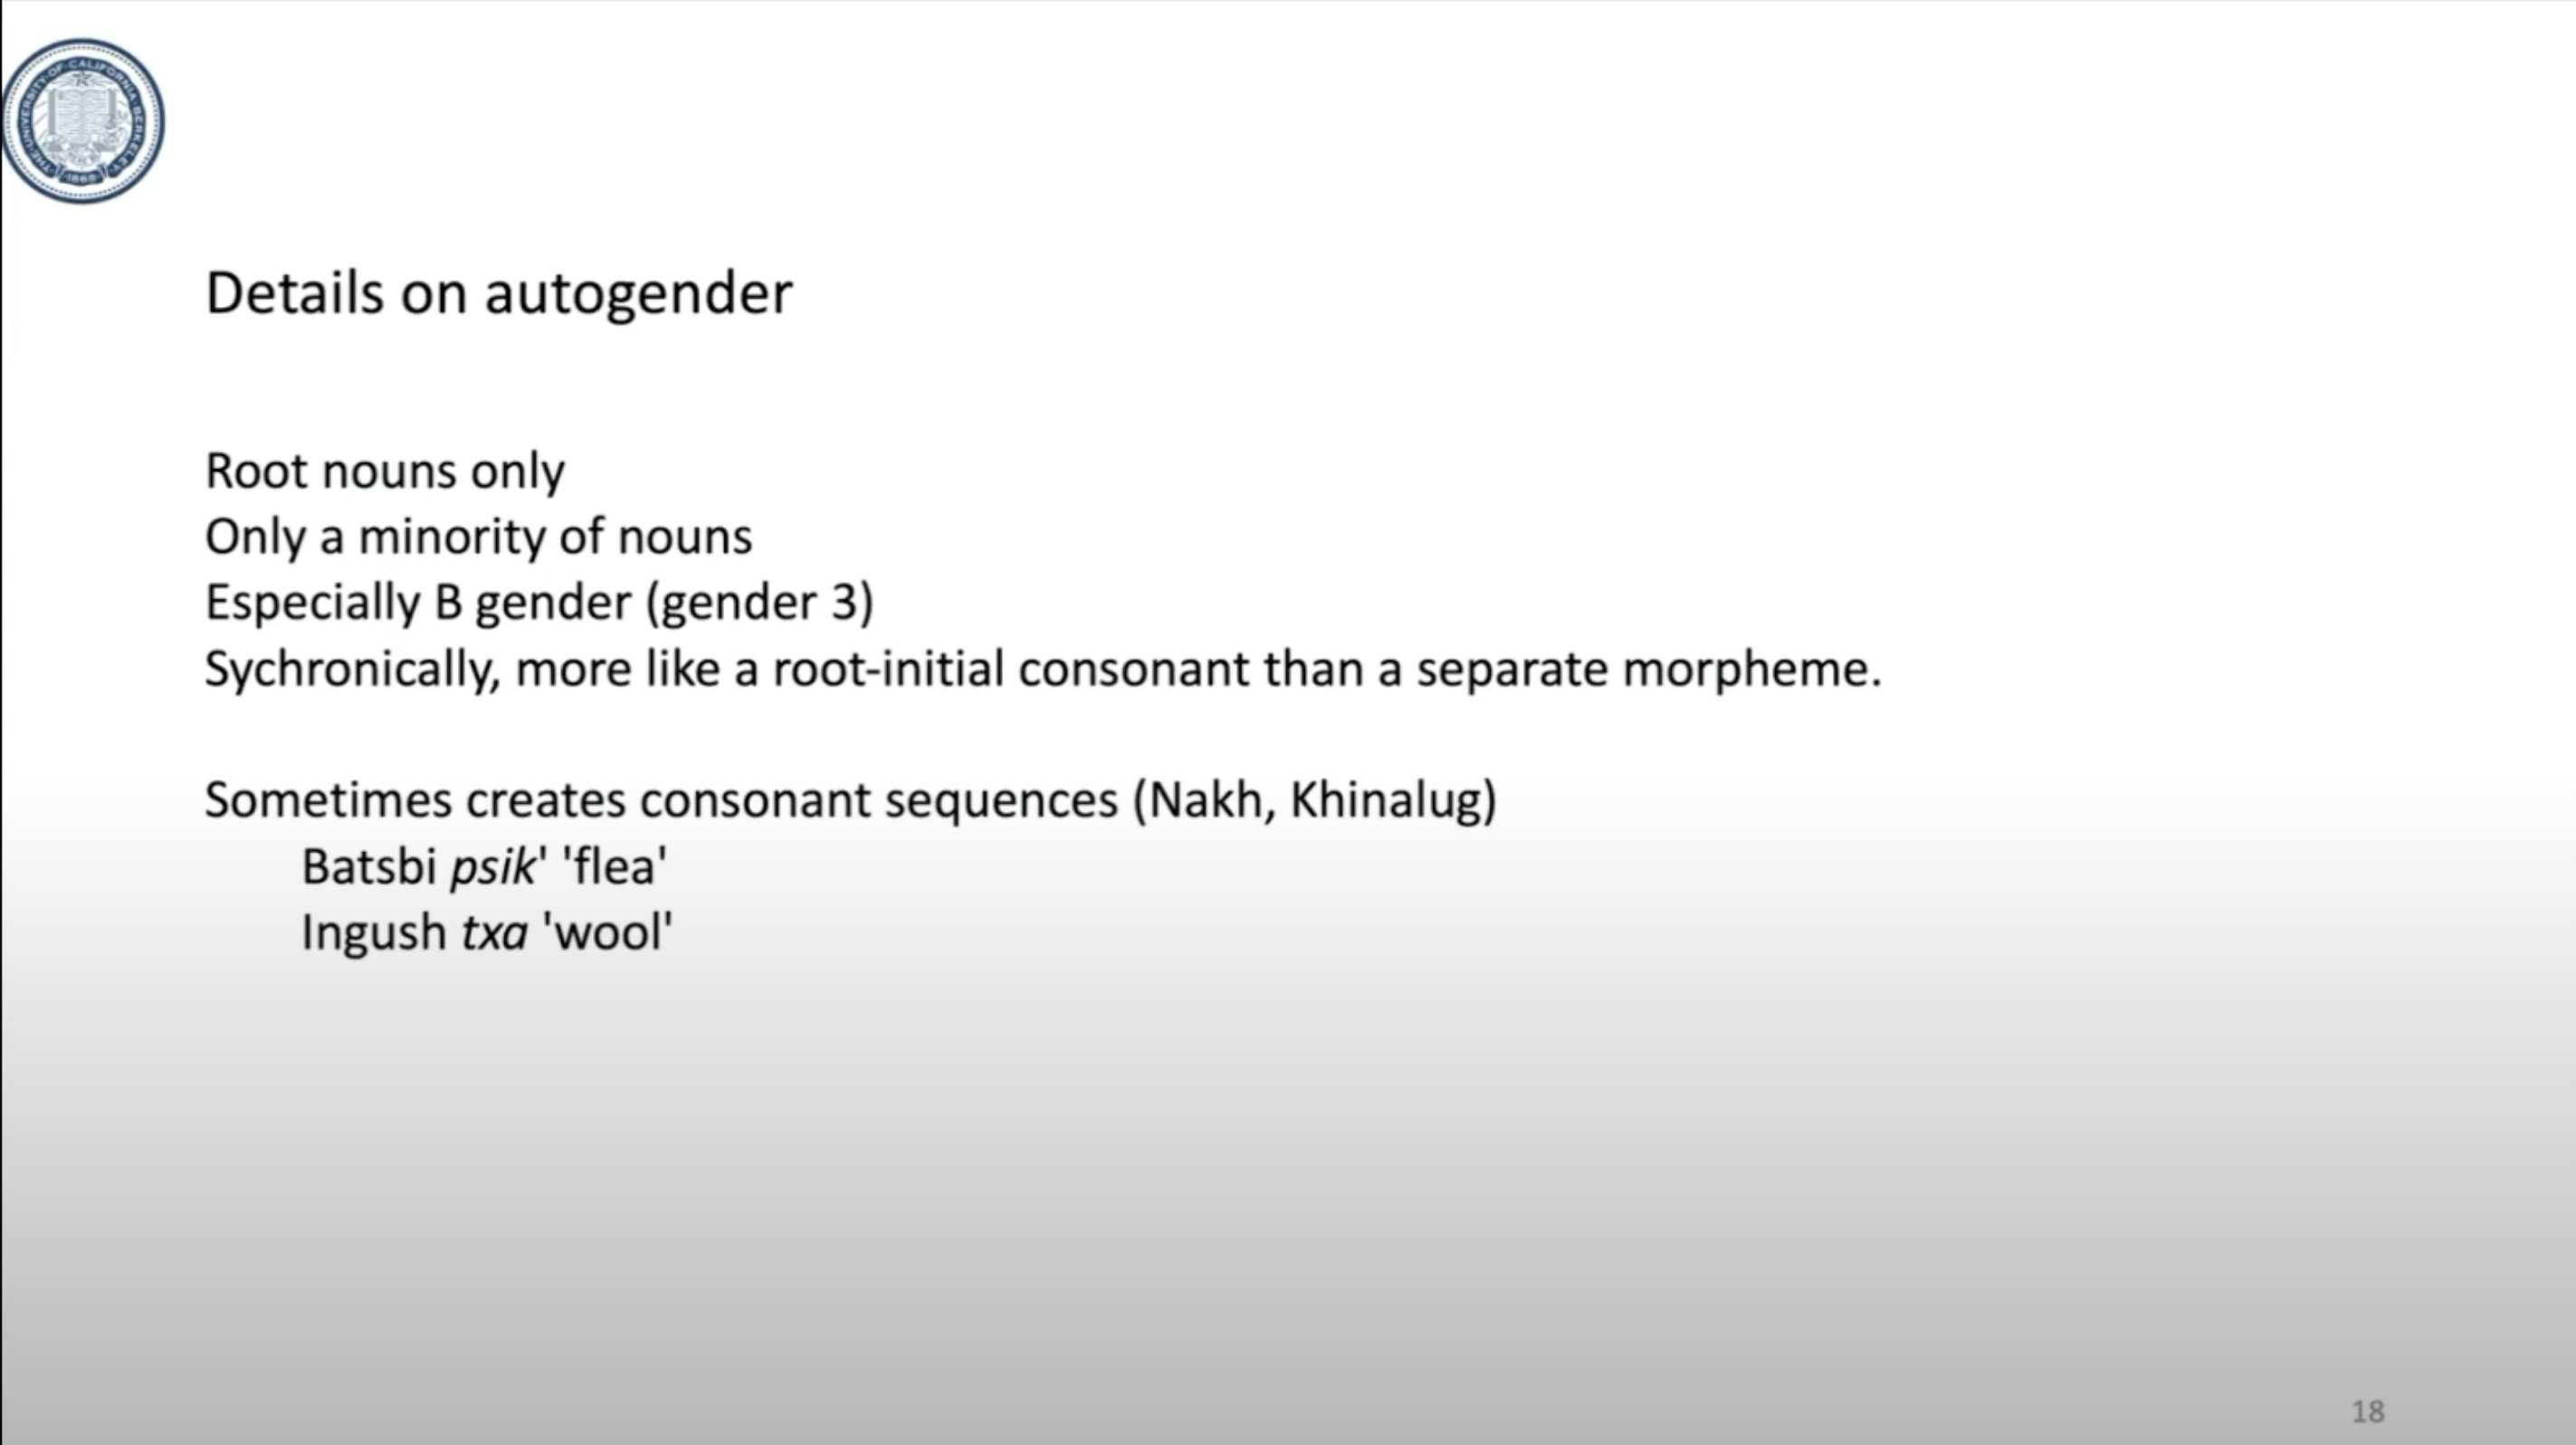 THE·UNIVERSITY·OF·CALIFORNIA·BERKELEY
1868
Details on autogender
Root nouns only
Only a minority of nouns
Especially B gender (gender 3)
Sychronically, more like a root-initial consonant than a separate morpheme.
Sometimes creates consonant sequences (Nakh, Khinalug)
Batsbi psik' 'flea'
Ingush txa 'wool'
18